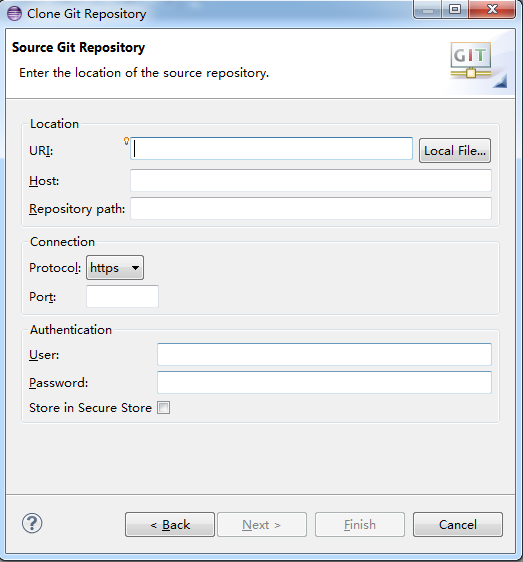 Clone Git Repository
Source Git Repository
Enter the location of the source repository.
GIT
Location
URI:
Local File...
Host:
Repository path:
Connection
Protocol: https
Port:
Authentication
User:
Password:
Store in Secure Store
?
< Back
Next >
Finish
Cancel